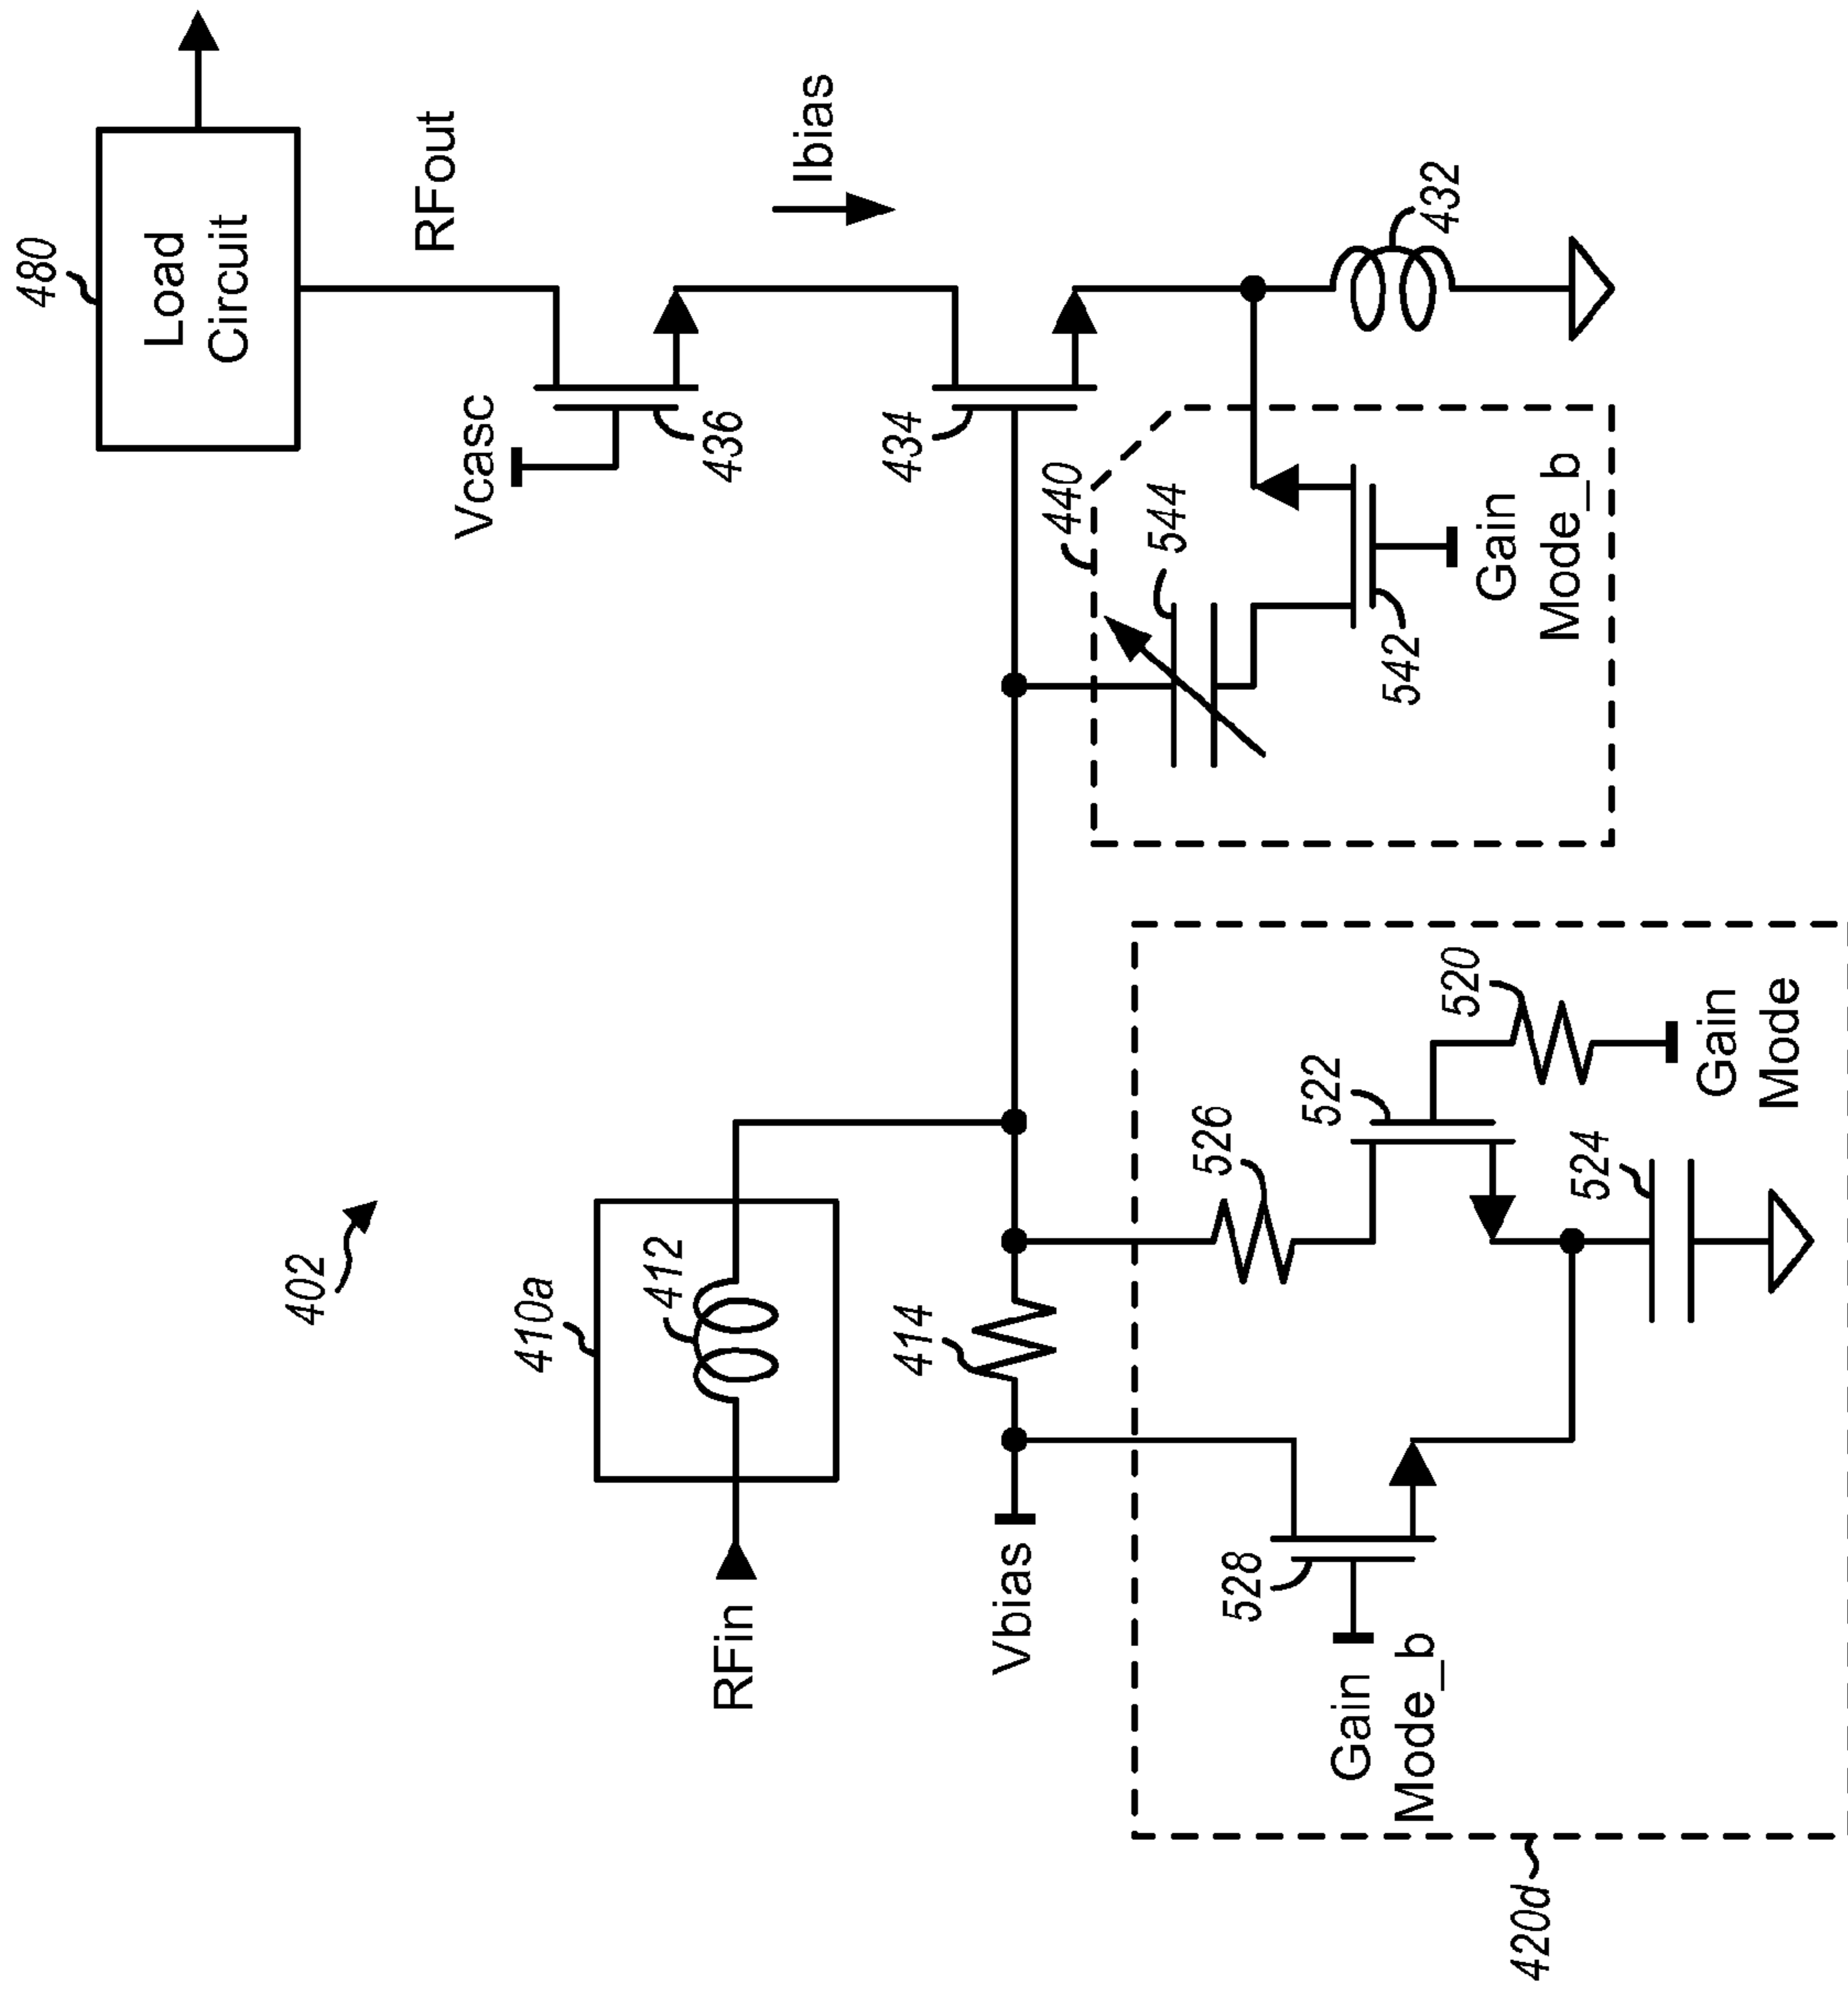 480
Load
Circuit
RFout
Vcasc
436
Ibias
434
440
544
432
542
Gain
Mode_b
402
410a
412
RFin
414
Vbias
526
522
520
528
524
Gain
Mode
Gain
Mode_b
420d